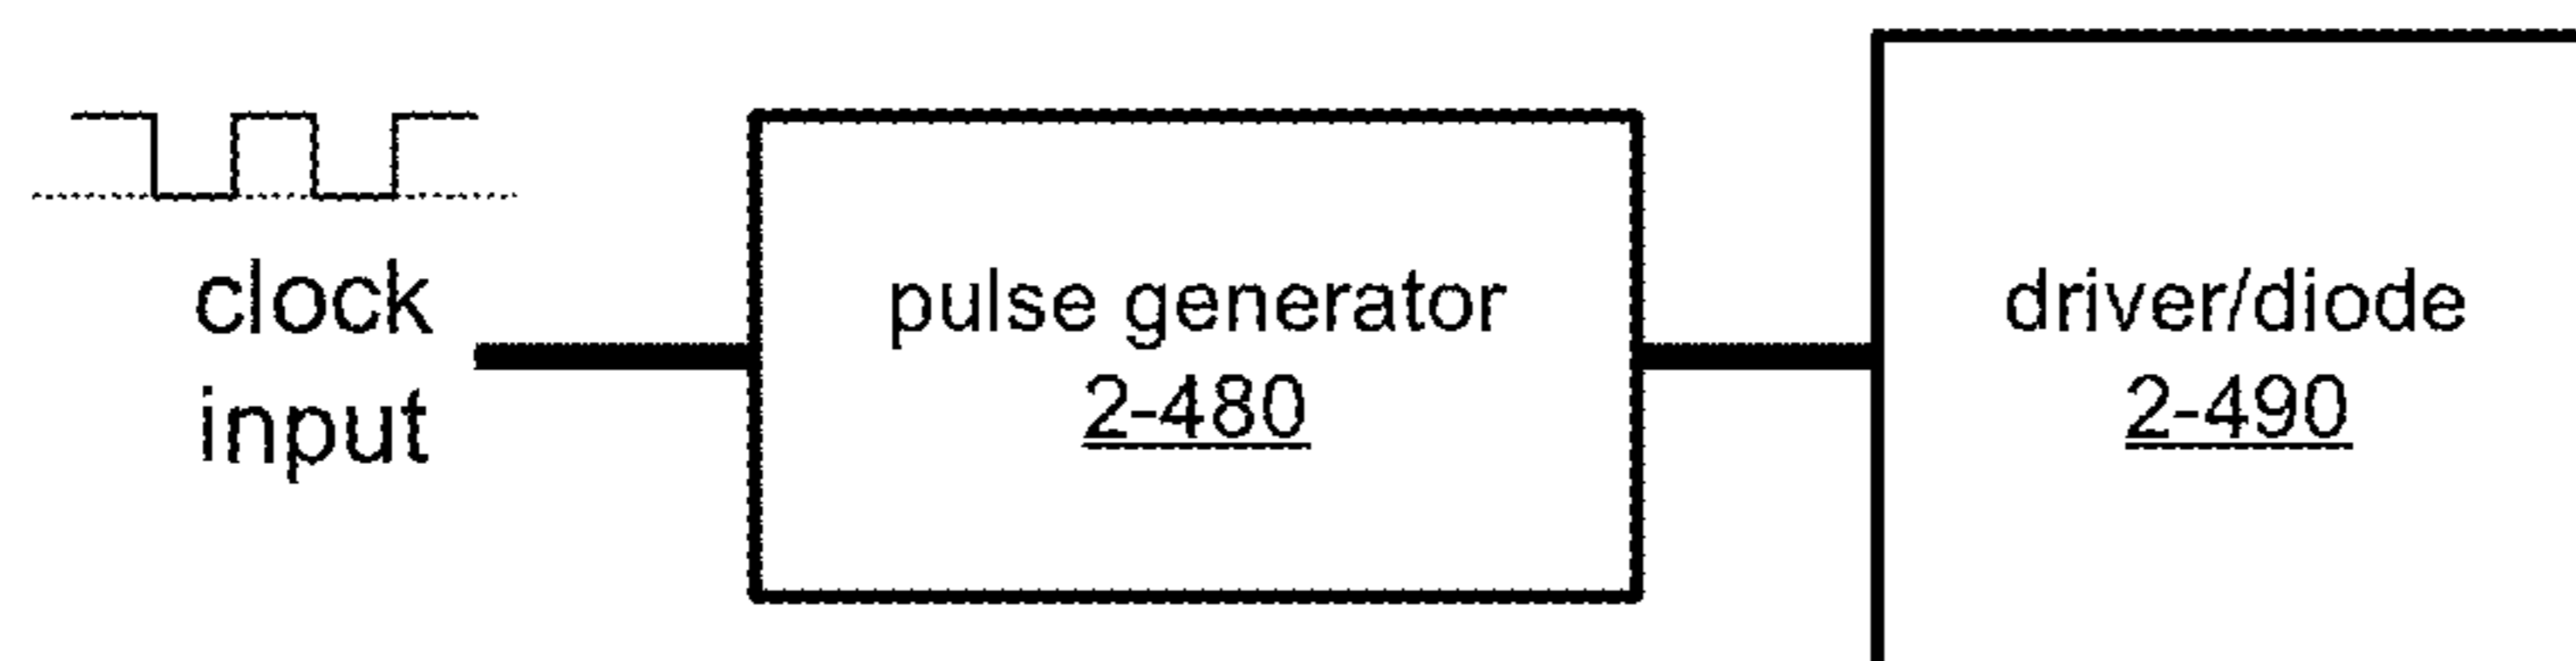 clock
input
pulse generator
2-480
driver/diode
2-490